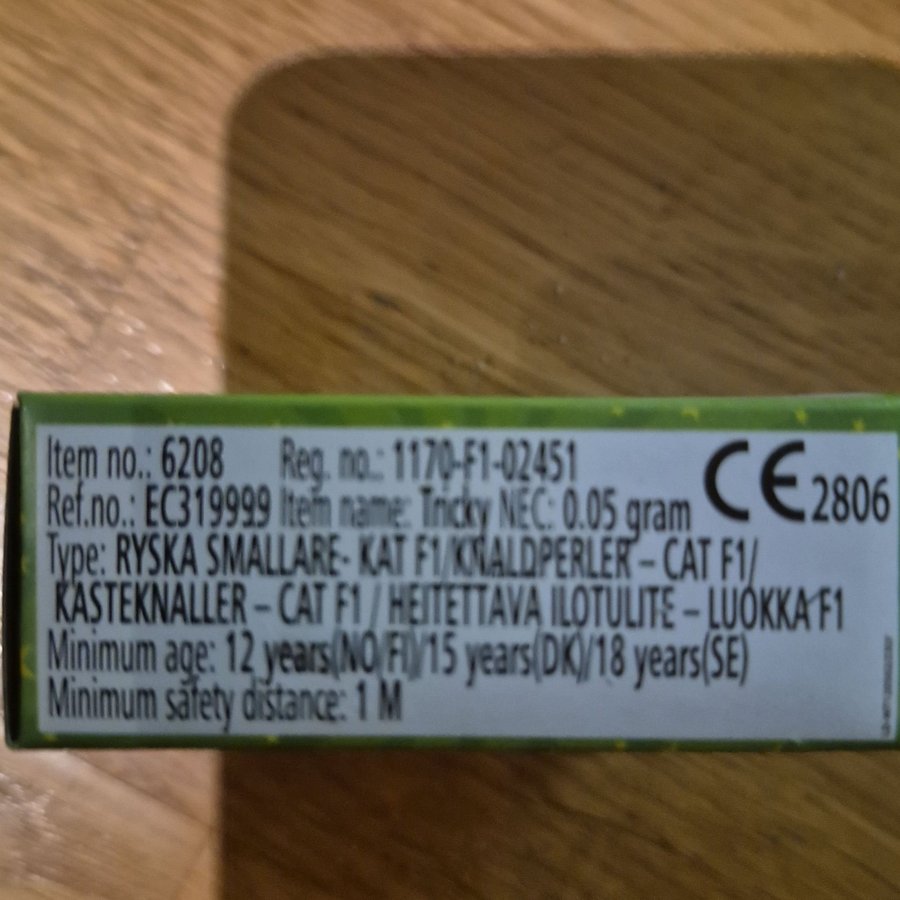 Item no.: 6208 Reg. no.: 1170-F1-02451
Ref.no.: EC319999 Item name: Tricky NEC: 0.05 gram CE 2806
Type: RYSKA SMALLARE- KAT F1/KNALDPERLER – CAT F1/
KASTEKNALLER – CAT F1 / HEITETTAVA ILOTULITE – LUOKKA F1
Minimum age: 12 years(NO/FI)/15 years(DK)/18 years(SE)
Minimum safety distance: 1 M